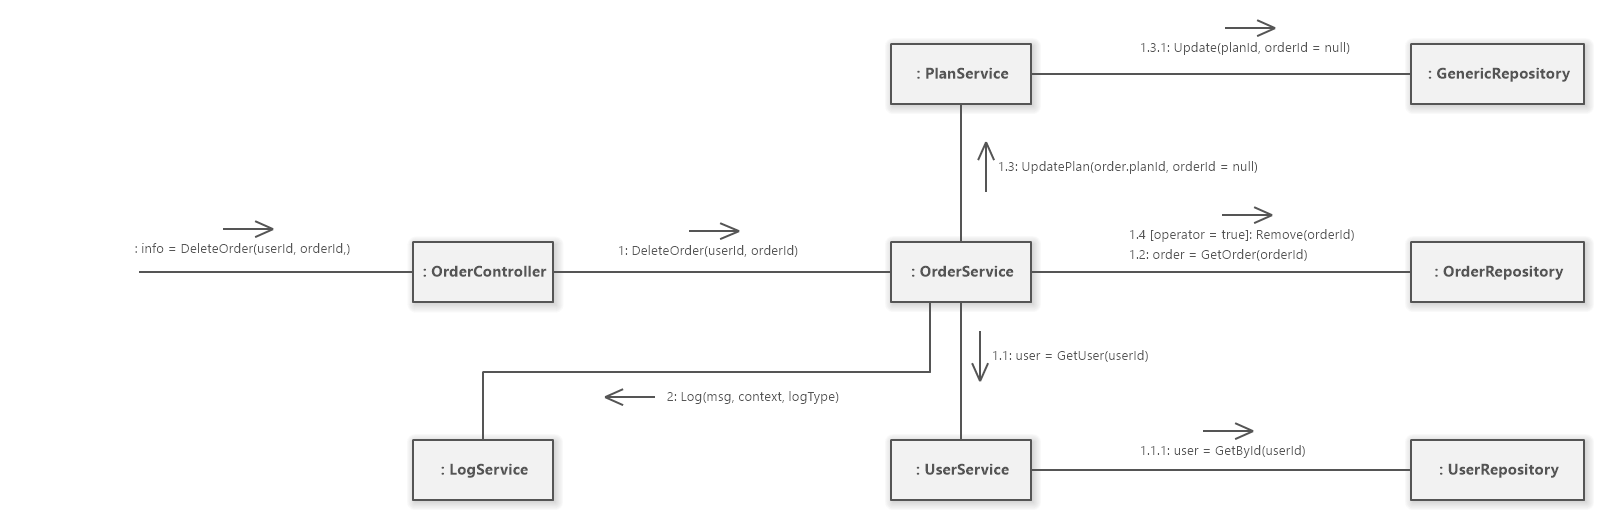 1.3.1: Update(planId, orderId = null)
: PlanService
: GenericRepository
1.3: UpdatePlan(order.planId, orderId = null)
: info = DeleteOrder(userId, orderId,)
1: DeleteOrder(userId, orderId)
1.4 [operator = true]: Remove(orderId)
1.2: order = GetOrder(orderId)
: OrderController
: OrderService
: OrderRepository
1.1: user = GetUser(userId)
2: Log(msg, context, logType)
1.1.1: user = GetById(userId)
: LogService
: UserService
: UserRepository